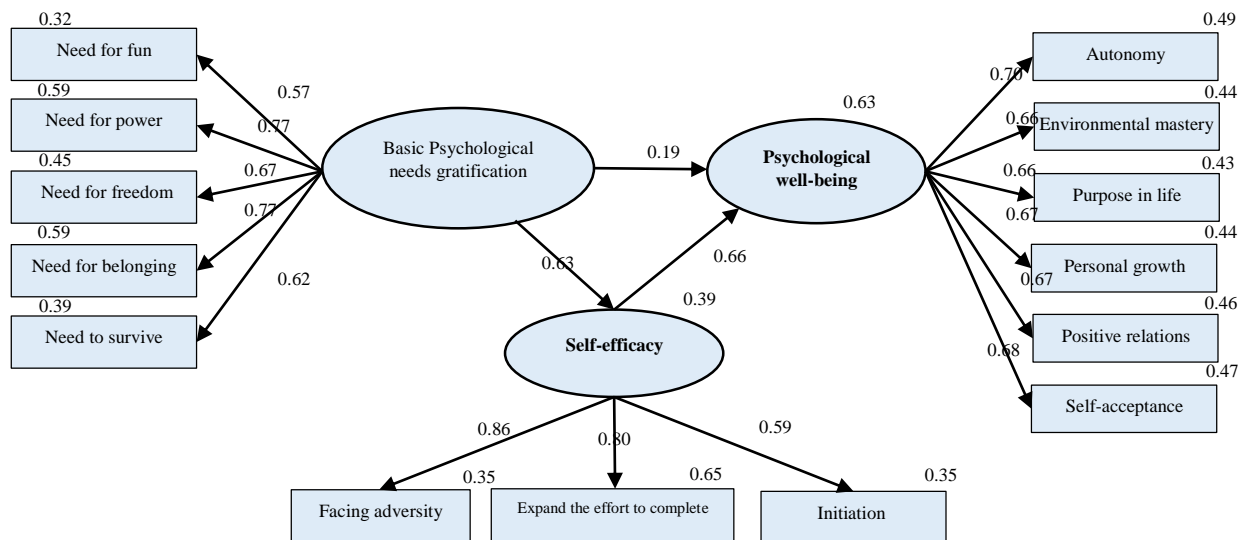 0.32
Need for fun
0.59
Need for power
0.45
Need for freedom
0.59
Need for belonging
0.39
Need to survive
0.57
0.77
0.67
0.77
0.62
Basic Psychological
needs gratification
0.19
0.63
0.66
0.63
Psychological
well-being
0.39
Self-efficacy
0.86
0.80
0.59
0.35
Facing adversity
0.65
Expand the effort to complete
0.35
Initiation
0.70
0.66
0.66
0.67
0.67
0.68
0.49
Autonomy
0.44
Environmental mastery
0.43
Purpose in life
0.44
Personal growth
0.46
Positive relations
0.47
Self-acceptance